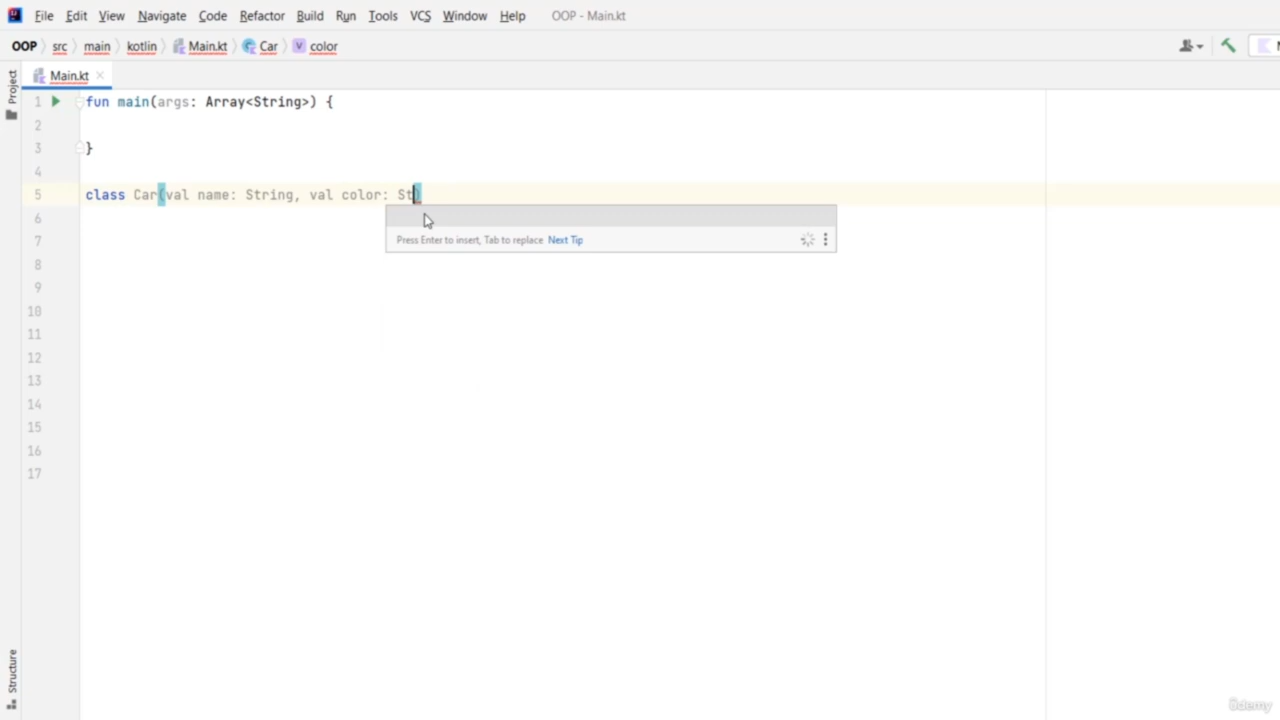 File Edit View Navigate Code Refactor Build Run Tools VCS Window Help OOP - Main.kt
OOP src main kotlin Main.kt Car color
Project
Main.kt
1 fun main(args: Array<String>) {
2
3 }
4
5 class Car(val name: String, val color: St)
6
Press Enter to insert, Tab to replace Next Tip
7
8
9
10
11
12
13
14
15
16
17
Structure
ûdemy